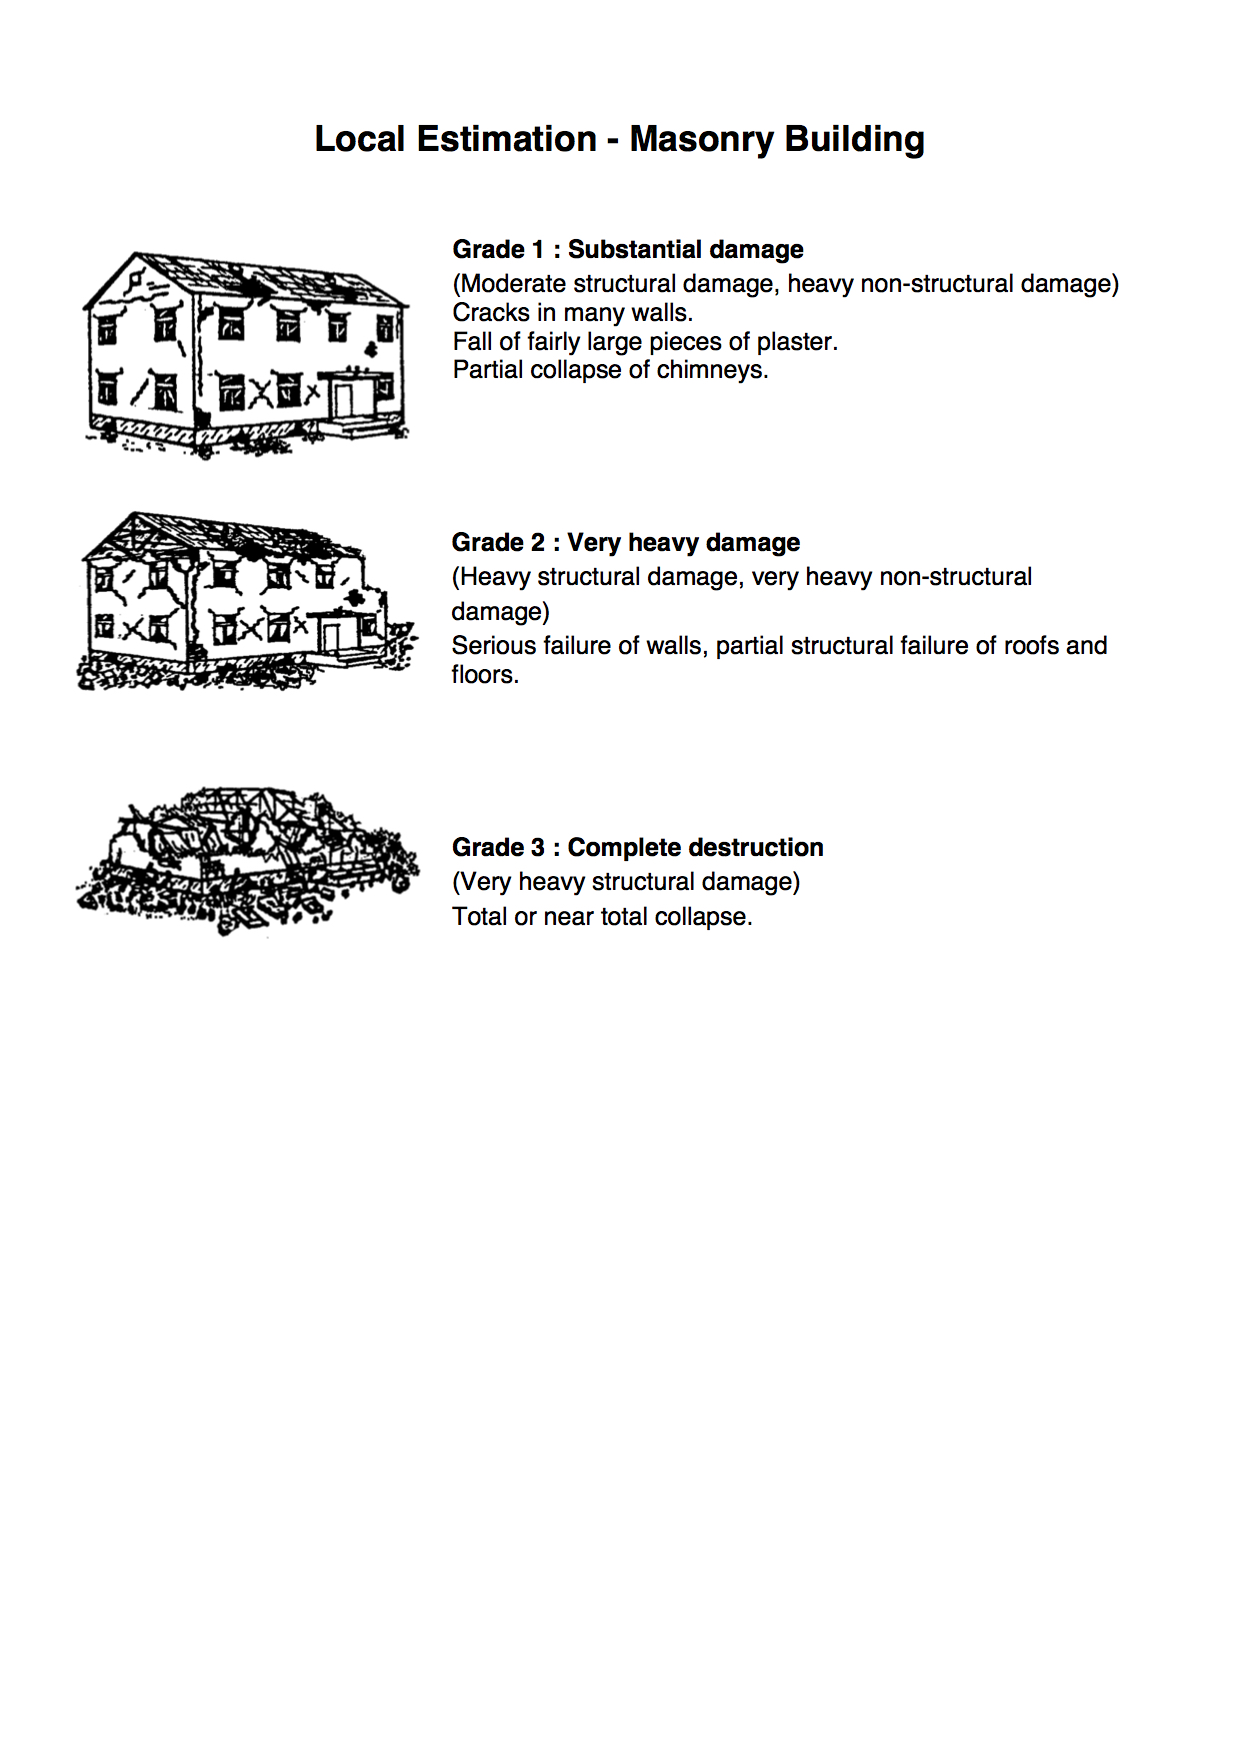 Local Estimation - Masonry Building
Grade 1 : Substantial damage
(Moderate structural damage, heavy non-structural damage)
Cracks in many walls.
Fall of fairly large pieces of plaster.
Partial collapse of chimneys.
Grade 2 : Very heavy damage
(Heavy structural damage, very heavy non-structural
damage)
Serious failure of walls, partial structural failure of roofs and
floors.
Grade 3 : Complete destruction
(Very heavy structural damage)
Total or near total collapse.